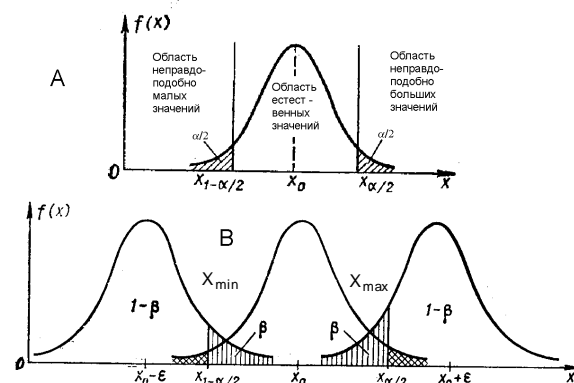 f(x)
A
Область
неправдо-
подобно
малых
значений
Область
естест -
венных
значений
Область
неправдо-
подобно
больших
значений
α/2
α/2
0
x₁₋α/₂
x₀
xα/₂
x
f(x)
B
Xmin
Xmax
1-β
β
β
1-β
0
x₀-ε
x₁₋α/₂
x₀
xα/₂
x₀+ε
x